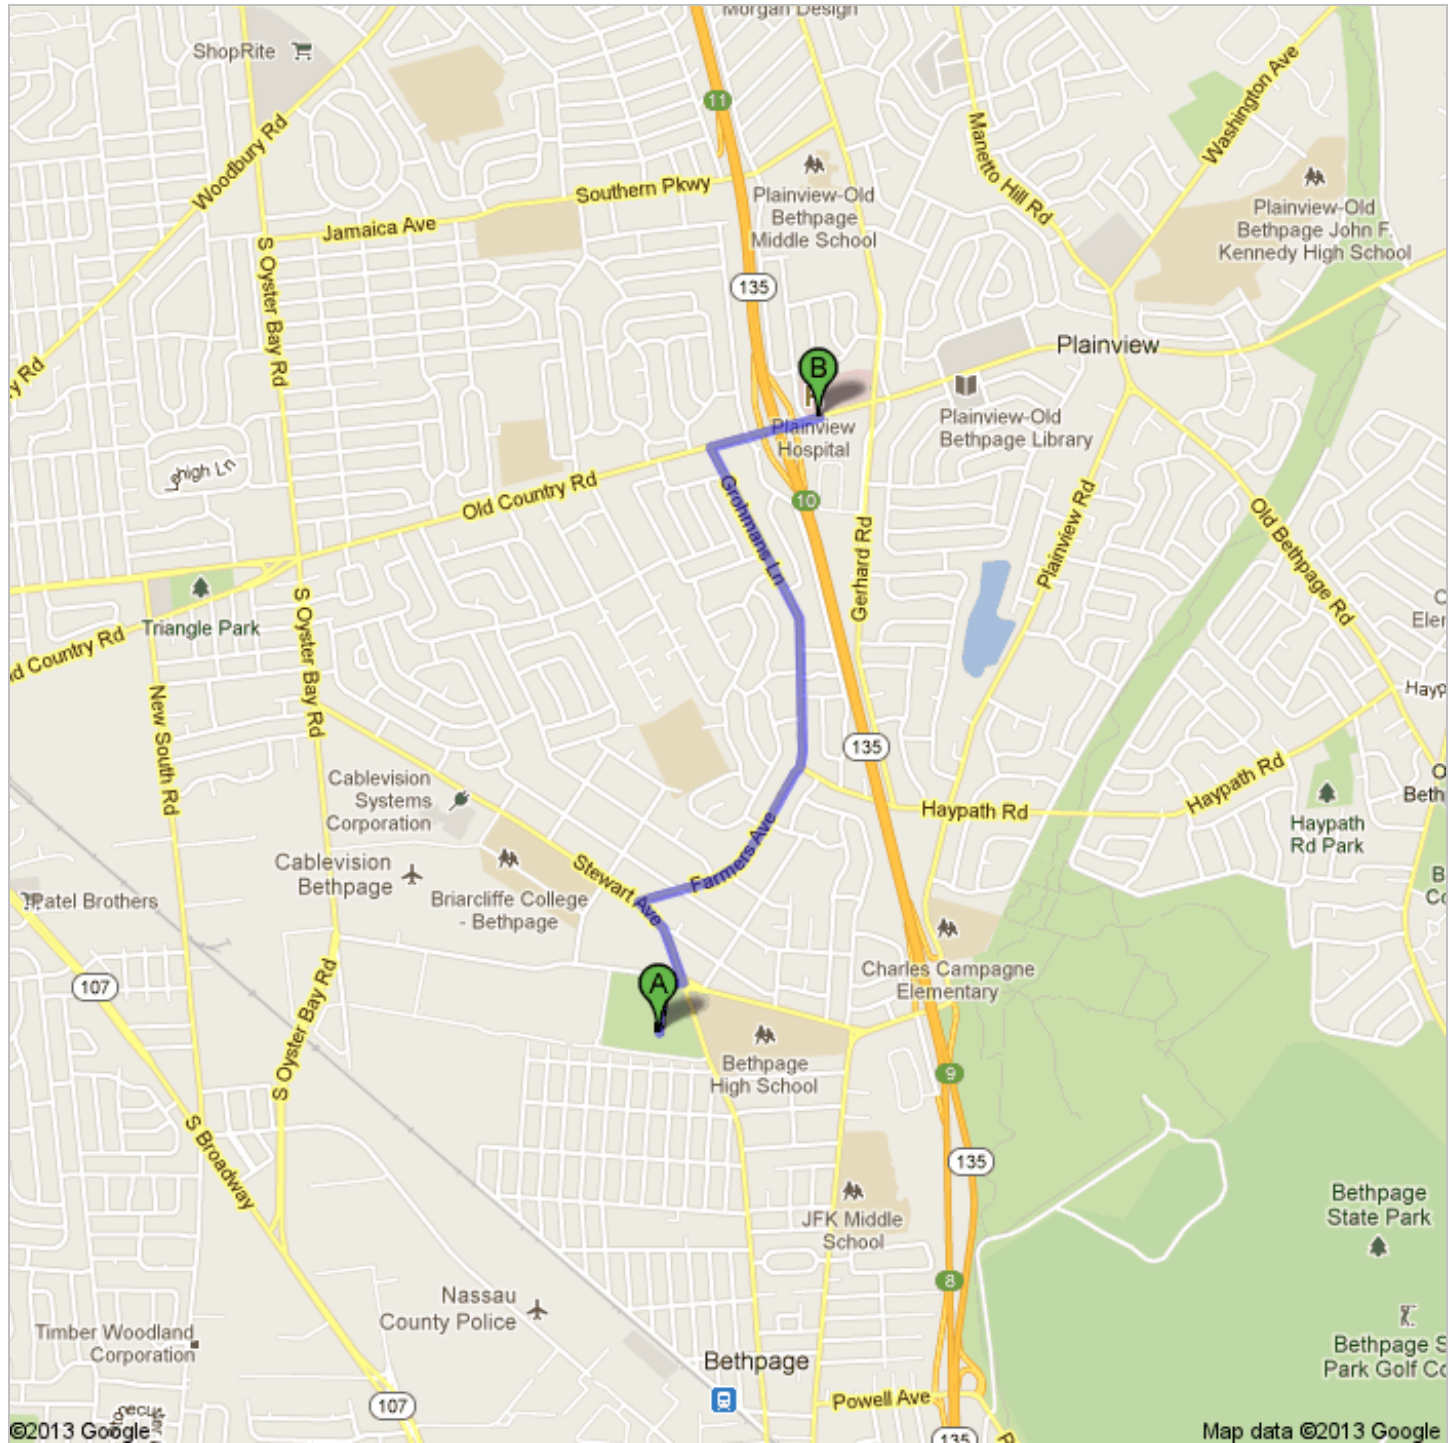 Morgan Design
ShopRite
11
Woodbury Rd
Washington Ave
Manetto Hill Rd
Southern Pkwy
Plainview-Old
Bethpage
Middle School
Plainview-Old
Bethpage John F.
Kennedy High School
Jamaica Ave
S Oyster Bay Rd
135
Plainview
B
Plainview-Old
Bethpage Library
Plainview
Hospital
Old Country Rd
Grohmans Ln
10
Gerhard Rd
Plainview Rd
Old Bethpage Rd
Triangle Park
S Oyster Bay Rd
New South Rd
135
Haypath Rd
Haypath Rd
Haypath
Rd Park
Cablevision
Systems
Corporation
Cablevision
Bethpage
Stewart Ave
Farmers Ave
Briarcliffe College
- Bethpage
Patel Brothers
107
S Oyster Bay Rd
Charles Campagne
Elementary
A
Bethpage
High School
9
S Broadway
135
JFK Middle
School
Bethpage
State Park
8
Nassau
County Police
Timber Woodland
Corporation
Bethpage S
Park Golf Co
Bethpage
Powell Ave
107
135
©2013 Google
Map data ©2013 Google